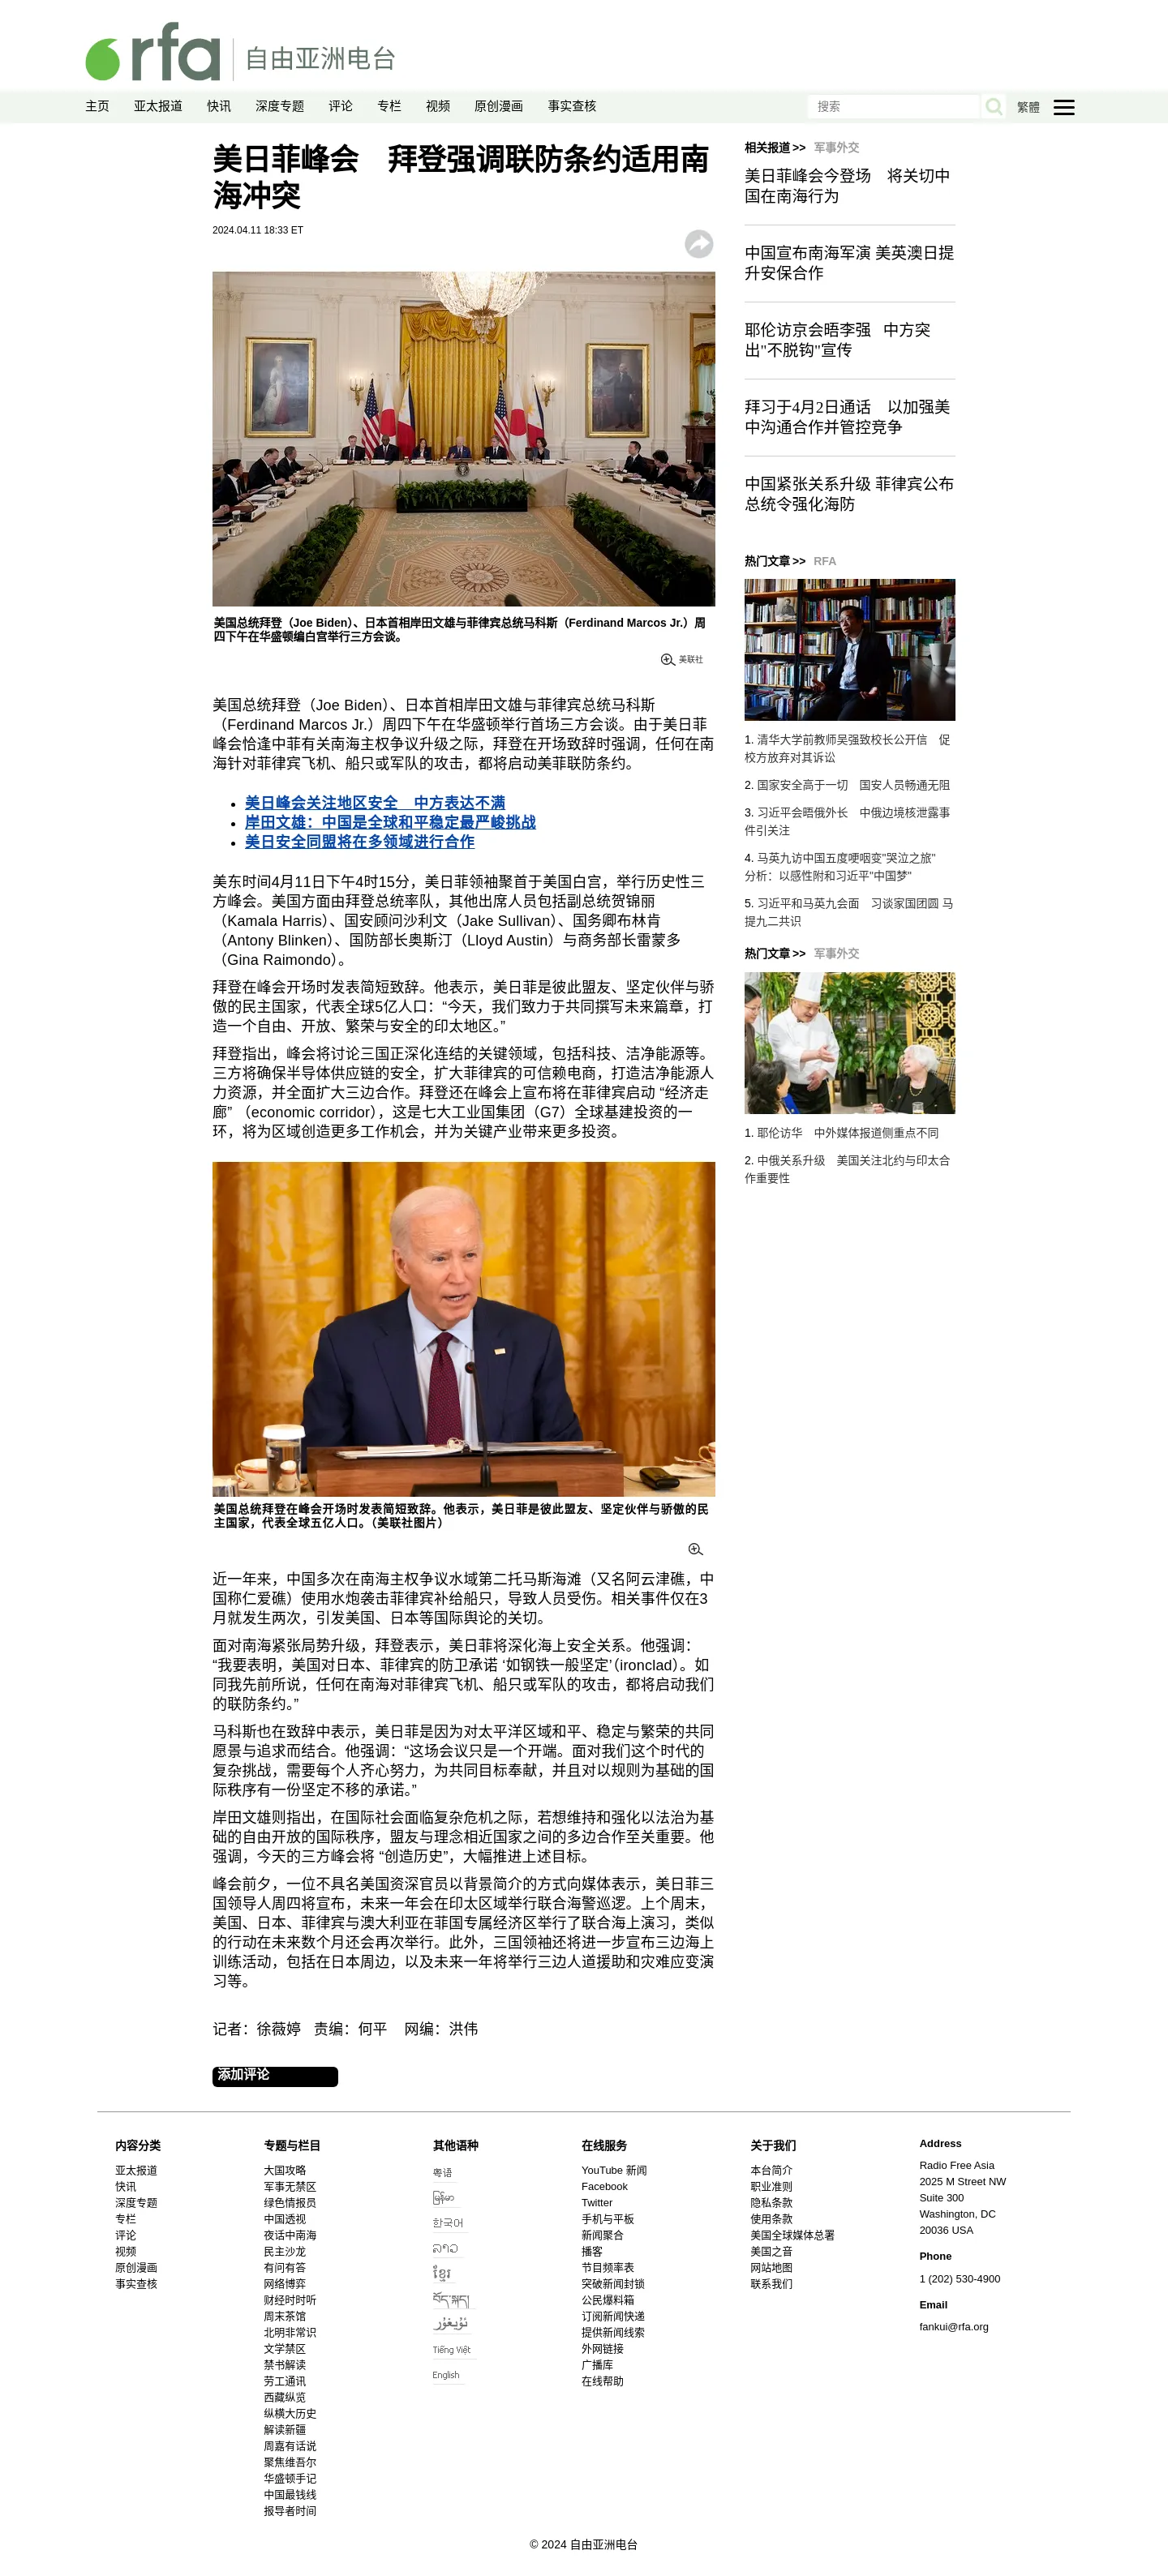 rfa 自由亚洲电台
主页 亚太报道 快讯 深度专题 评论 专栏 视频 原创漫画 事实查核 搜索 繁體
美日菲峰会　拜登强调联防条约适用南
海冲突
2024.04.11 18:33 ET
美国总统拜登（Joe Biden）、日本首相岸田文雄与菲律宾总统马科斯（Ferdinand Marcos Jr.）周
四下午在华盛顿编白宫举行三方会谈。
美联社
美国总统拜登（Joe Biden）、日本首相岸田文雄与菲律宾总统马科斯
（Ferdinand Marcos Jr.）周四下午在华盛顿举行首场三方会谈。由于美日菲
峰会恰逢中菲有关南海主权争议升级之际，拜登在开场致辞时强调，任何在南
海针对菲律宾飞机、船只或军队的攻击，都将启动美菲联防条约。
美日峰会关注地区安全　中方表达不满
岸田文雄：中国是全球和平稳定最严峻挑战
美日安全同盟将在多领域进行合作
美东时间4月11日下午4时15分，美日菲领袖聚首于美国白宫，举行历史性三
方峰会。美国方面由拜登总统率队，其他出席人员包括副总统贺锦丽
（Kamala Harris）、国安顾问沙利文（Jake Sullivan）、国务卿布林肯
（Antony Blinken）、国防部长奥斯汀（Lloyd Austin）与商务部长雷蒙多
（Gina Raimondo）。
拜登在峰会开场时发表简短致辞。他表示，美日菲是彼此盟友、坚定伙伴与骄
傲的民主国家，代表全球5亿人口：“今天，我们致力于共同撰写未来篇章，打
造一个自由、开放、繁荣与安全的印太地区。”
拜登指出，峰会将讨论三国正深化连结的关键领域，包括科技、洁净能源等。
三方将确保半导体供应链的安全，扩大菲律宾的可信赖电商，打造洁净能源人
力资源，并全面扩大三边合作。拜登还在峰会上宣布将在菲律宾启动 “经济走
廊” （economic corridor），这是七大工业国集团（G7）全球基建投资的一
环，将为区域创造更多工作机会，并为关键产业带来更多投资。
美国总统拜登在峰会开场时发表简短致辞。他表示，美日菲是彼此盟友、坚定伙伴与骄傲的民
主国家，代表全球五亿人口。（美联社图片）
近一年来，中国多次在南海主权争议水域第二托马斯海滩（又名阿云津礁，中
国称仁爱礁）使用水炮袭击菲律宾补给船只，导致人员受伤。相关事件仅在3
月就发生两次，引发美国、日本等国际舆论的关切。
面对南海紧张局势升级，拜登表示，美日菲将深化海上安全关系。他强调：
“我要表明，美国对日本、菲律宾的防卫承诺 ‘如钢铁一般坚定’（ironclad）。如
同我先前所说，任何在南海对菲律宾飞机、船只或军队的攻击，都将启动我们
的联防条约。”
马科斯也在致辞中表示，美日菲是因为对太平洋区域和平、稳定与繁荣的共同
愿景与追求而结合。他强调：“这场会议只是一个开端。面对我们这个时代的
复杂挑战，需要每个人齐心努力，为共同目标奉献，并且对以规则为基础的国
际秩序有一份坚定不移的承诺。”
岸田文雄则指出，在国际社会面临复杂危机之际，若想维持和强化以法治为基
础的自由开放的国际秩序，盟友与理念相近国家之间的多边合作至关重要。他
强调，今天的三方峰会将 “创造历史”，大幅推进上述目标。
峰会前夕，一位不具名美国资深官员以背景简介的方式向媒体表示，美日菲三
国领导人周四将宣布，未来一年会在印太区域举行联合海警巡逻。上个周末，
美国、日本、菲律宾与澳大利亚在菲国专属经济区举行了联合海上演习，类似
的行动在未来数个月还会再次举行。此外，三国领袖还将进一步宣布三边海上
训练活动，包括在日本周边，以及未来一年将举行三边人道援助和灾难应变演
习等。
记者：徐薇婷　责编：何平　网编：洪伟
添加评论
相关报道 >> 军事外交
美日菲峰会今登场　将关切中
国在南海行为
中国宣布南海军演 美英澳日提
升安保合作
耶伦访京会晤李强　中方突
出"不脱钩"宣传
拜习于4月2日通话　以加强美
中沟通合作并管控竞争
中国紧张关系升级 菲律宾公布
总统令强化海防
热门文章 >> RFA
1. 清华大学前教师吴强致校长公开信　促
校方放弃对其诉讼
2. 国家安全高于一切　国安人员畅通无阻
3. 习近平会晤俄外长　中俄边境核泄露事
件引关注
4. 马英九访中国五度哽咽变"哭泣之旅"
分析：以感性附和习近平"中国梦"
5. 习近平和马英九会面　习谈家国团圆 马
提九二共识
热门文章 >> 军事外交
1. 耶伦访华　中外媒体报道侧重点不同
2. 中俄关系升级　美国关注北约与印太合
作重要性
内容分类
亚太报道
快讯
深度专题
专栏
评论
视频
原创漫画
事实查核
专题与栏目
大国攻略
军事无禁区
绿色情报员
中国透视
夜话中南海
民主沙龙
有问有答
网络博弈
财经时时听
周末茶馆
北明非常识
文学禁区
禁书解读
劳工通讯
西藏纵览
纵横大历史
解读新疆
周嘉有话说
聚焦维吾尔
华盛顿手记
中国最钱线
报导者时间
其他语种
粤语
မြန်မာ
한국어
ລາວ
ខ្មែរ
བོད་སྐད།
ئۇيغۇر
Tiếng Việt
English
在线服务
YouTube 新闻
Facebook
Twitter
手机与平板
新闻聚合
播客
节目频率表
突破新闻封锁
公民爆料箱
订阅新闻快递
提供新闻线索
外网链接
广播库
在线帮助
关于我们
本台简介
职业准则
隐私条款
使用条款
美国全球媒体总署
美国之音
网站地图
联系我们
Address
Radio Free Asia
2025 M Street NW
Suite 300
Washington, DC
20036 USA
Phone
1 (202) 530-4900
Email
fankui@rfa.org
© 2024 自由亚洲电台